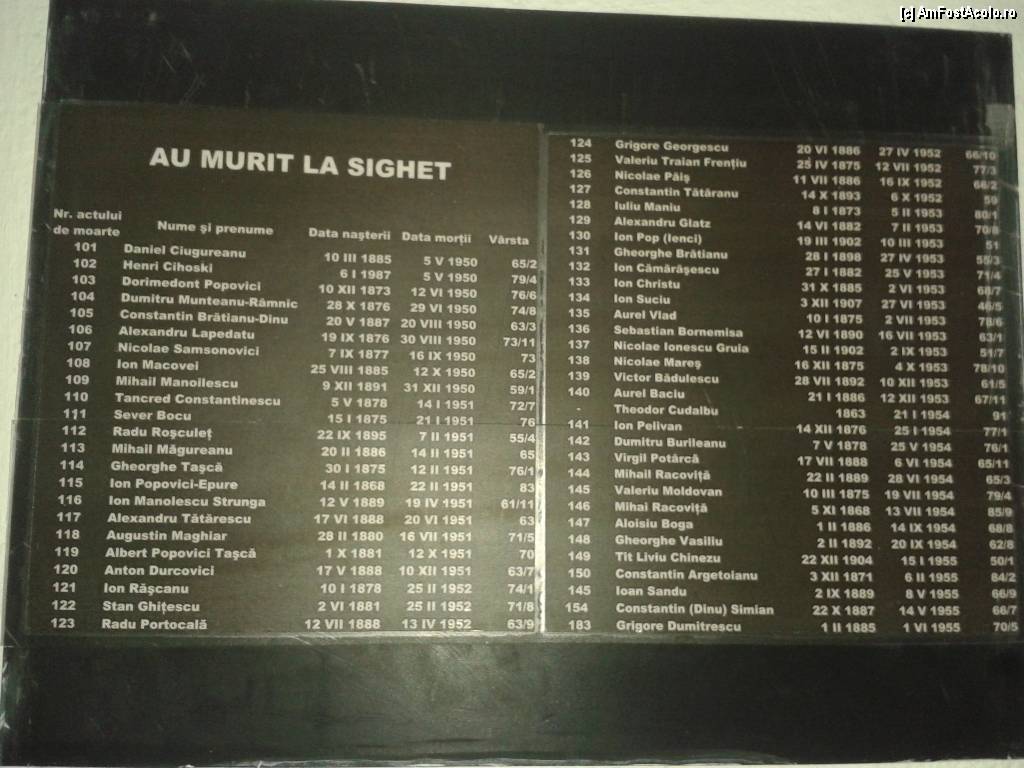 [c] AmFostAcolo.ro
AU MURIT LA SIGHET
Nr. actului de moarte Nume și prenume Data nașterii Data morții Vârsta
101 Daniel Ciugureanu 10 III 1885 5 V 1950 65/2
102 Henri Cihoski 6 I 1987 5 V 1950 79/4
103 Dorimedont Popovici 10 XII 1873 12 VI 1950 76/6
104 Dumitru Munteanu-Râmnic 28 X 1876 29 VI 1950 74/8
105 Constantin Brătianu-Dinu 20 V 1887 20 VIII 1950 63/3
106 Alexandru Lapedatu 19 IX 1876 30 VIII 1950 73/11
107 Nicolae Samsonovici 7 IX 1877 16 IX 1950 73
108 Ion Macovei 25 VIII 1885 12 X 1950 65/2
109 Mihail Manoilescu 9 XII 1891 31 XII 1950 59/1
110 Tancred Constantinescu 5 V 1878 14 I 1951 72/7
111 Sever Bocu 15 I 1875 21 I 1951 76
112 Radu Roșculeț 22 IX 1895 7 II 1951 55/4
113 Mihail Măgureanu 20 II 1886 14 II 1951 65
114 Gheorghe Tașcă 30 I 1875 12 II 1951 76/1
115 Ion Popovici-Epure 14 II 1868 22 II 1951 83
116 Ion Manolescu Strunga 12 V 1889 19 IV 1951 61/11
117 Alexandru Tătărescu 17 VI 1888 20 VI 1951 63
118 Augustin Maghiar 28 II 1880 16 VII 1951 71/5
119 Albert Popovici Tașcă 1 X 1881 12 X 1951 70
120 Anton Durcovici 17 V 1888 10 XII 1951 63/7
121 Ion Rășcanu 10 I 1878 25 II 1952 74/1
122 Stan Ghițescu 2 VI 1881 25 II 1952 71/8
123 Radu Portocală 12 VII 1888 13 IV 1952 63/9
124 Grigore Georgescu 20 VI 1886 27 IV 1952 66/10
125 Valeriu Traian Frențiu 25 IV 1875 12 VII 1952 77/3
126 Nicolae Păiș 11 VII 1886 16 IX 1952 66/2
127 Constantin Tătăranu 14 X 1893 6 X 1952 59
128 Iuliu Maniu 8 I 1873 5 II 1953 80/1
129 Alexandru Glatz 14 VI 1882 7 II 1953 70/8
130 Ion Pop (Ienci) 19 III 1902 10 III 1953 51
131 Gheorghe Brătianu 28 I 1898 27 IV 1953 55/3
132 Ion Cămărășescu 27 I 1882 25 V 1953 71/4
133 Ion Christu 31 X 1885 2 VI 1953 68/7
134 Ion Suciu 3 XII 1907 27 VI 1953 46/5
135 Aurel Vlad 10 I 1875 2 VII 1953 78/6
136 Sebastian Bornemisa 12 VI 1890 16 VII 1953 63/1
137 Nicolae Ionescu Gruia 15 II 1902 2 IX 1953 51/7
138 Nicolae Mareș 16 XII 1875 4 X 1953 78/10
139 Victor Bădulescu 28 VII 1892 10 XII 1953 61/5
140 Aurel Baciu 21 I 1886 12 XII 1953 67/11
- Theodor Cudalbu 1863 21 I 1954 91
141 Ion Pelivan 14 XII 1876 25 I 1954 77/1
142 Dumitru Burileanu 7 V 1878 25 V 1954 76/1
143 Virgil Potârcă 17 VII 1888 6 VI 1954 65/11
144 Mihail Racoviță 22 II 1889 28 VI 1954 65/3
145 Valeriu Moldovan 10 III 1875 19 VII 1954 79/4
146 Mihai Racoviță 5 XI 1868 13 VII 1954 85/9
147 Aloisiu Boga 1 II 1886 14 IX 1954 68/8
148 Gheorghe Vasiliu 2 II 1892 20 IX 1954 62/8
149 Tit Liviu Chinezu 22 XII 1904 15 I 1955 50/1
150 Constantin Argetoianu 3 XII 1871 6 II 1955 84/2
145 Ioan Sandu 2 IX 1889 8 V 1955 66/9
154 Constantin (Dinu) Simian 22 X 1887 14 V 1955 66/7
183 Grigore Dumitrescu 1 II 1885 1 VI 1955 70/5